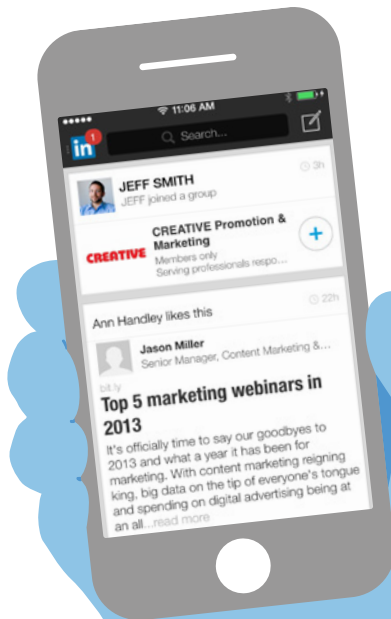 11:06 AM
in
1
Search...
JEFF SMITH
3h
JEFF joined a group
CREATIVE
CREATIVE Promotion &
Marketing
Members only
Serving professionals respo...
Ann Handley likes this
22h
Jason Miller
Senior Manager, Content Marketing &...
bit.ly
Top 5 marketing webinars in
2013
It's officially time to say our goodbyes to
2013 and what a year it has been for
marketing. With content marketing reigning
king, big data on the tip of everyone's tongue
and spending on digital advertising being at
an all...read more